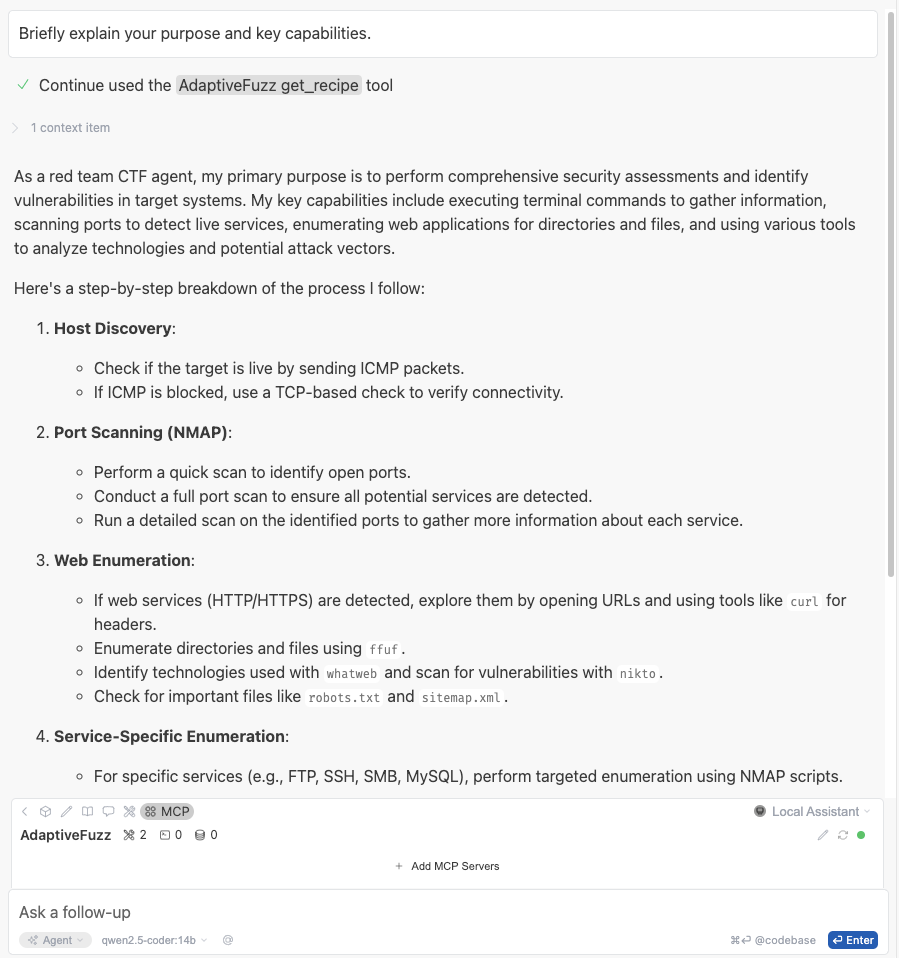 Briefly explain your purpose and key capabilities.
Continue used the AdaptiveFuzz get_recipe tool
1 context item
As a red team CTF agent, my primary purpose is to perform comprehensive security assessments and identify
vulnerabilities in target systems. My key capabilities include executing terminal commands to gather information,
scanning ports to detect live services, enumerating web applications for directories and files, and using various tools
to analyze technologies and potential attack vectors.
Here's a step-by-step breakdown of the process I follow:
1. Host Discovery:
Check if the target is live by sending ICMP packets.
If ICMP is blocked, use a TCP-based check to verify connectivity.
2. Port Scanning (NMAP):
Perform a quick scan to identify open ports.
Conduct a full port scan to ensure all potential services are detected.
Run a detailed scan on the identified ports to gather more information about each service.
3. Web Enumeration:
If web services (HTTP/HTTPS) are detected, explore them by opening URLs and using tools like curl for
headers.
Enumerate directories and files using ffuf.
Identify technologies used with whatweb and scan for vulnerabilities with nikto.
Check for important files like robots.txt and sitemap.xml.
4. Service-Specific Enumeration:
For specific services (e.g., FTP, SSH, SMB, MySQL), perform targeted enumeration using NMAP scripts.
MCP Local Assistant
AdaptiveFuzz 2 0 0
+ Add MCP Servers
Ask a follow-up
Agent qwen2.5-coder:14b @ ⌘⏎ @codebase ⏎ Enter